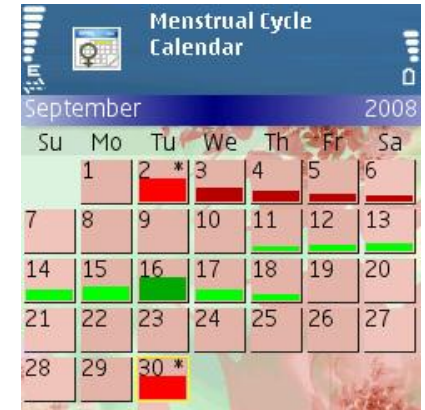 Menstrual Cycle
Calendar
E
September 2008
Su Mo Tu We Th Fr Sa
1 2 * 3 4 5 6
7 8 9 10 11 12 13
14 15 16 17 18 19 20
21 22 23 24 25 26 27
28 29 30 *